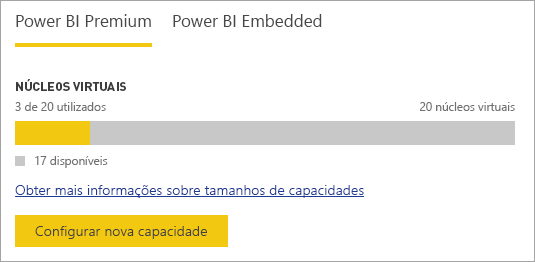 Power BI Premium Power BI Embedded
NÚCLEOS VIRTUAIS
3 de 20 utilizados 20 núcleos virtuais
17 disponíveis
Obter mais informações sobre tamanhos de capacidades
Configurar nova capacidade